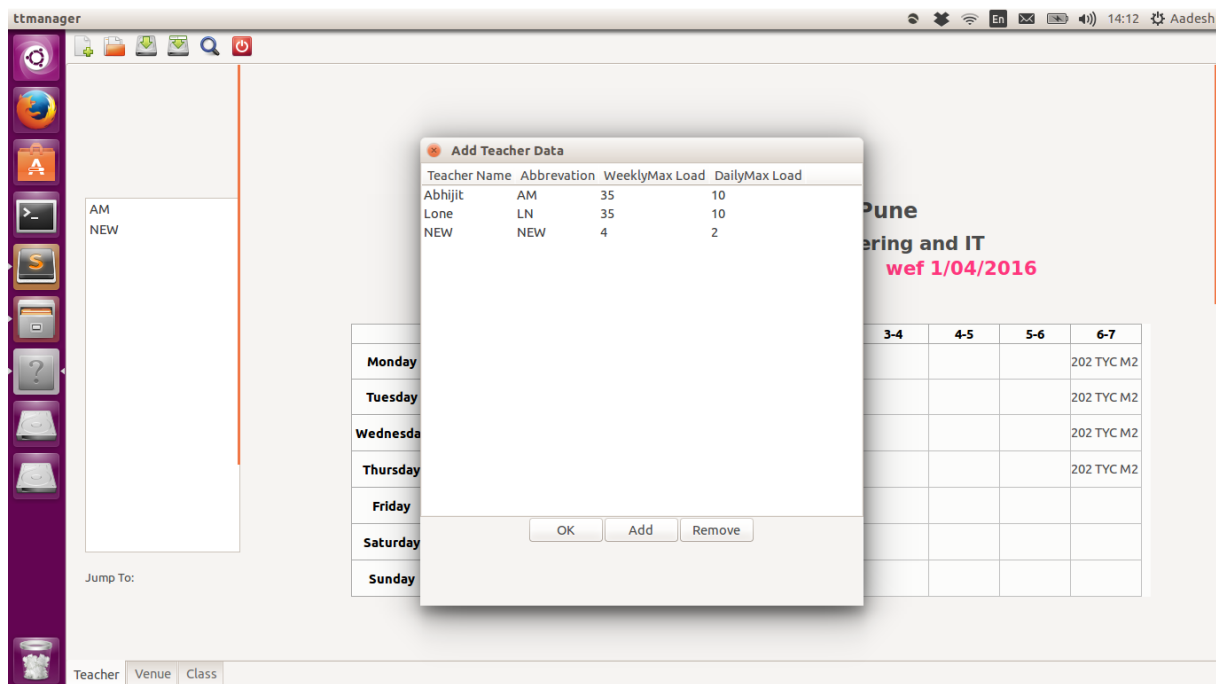 ttmanager En 14:12 Aadesh
Add Teacher Data
Teacher Name Abbrevation WeeklyMax Load DailyMax Load
Abhijit AM 35 10
Lone LN 35 10
NEW NEW 4 2
AM
NEW
Pune
ering and IT
wef 1/04/2016
3-4 4-5 5-6 6-7
Monday 202 TYC M2
Tuesday 202 TYC M2
Wednesda 202 TYC M2
Thursday 202 TYC M2
Friday
Saturday
Sunday
OK Add Remove
Jump To:
Teacher Venue Class